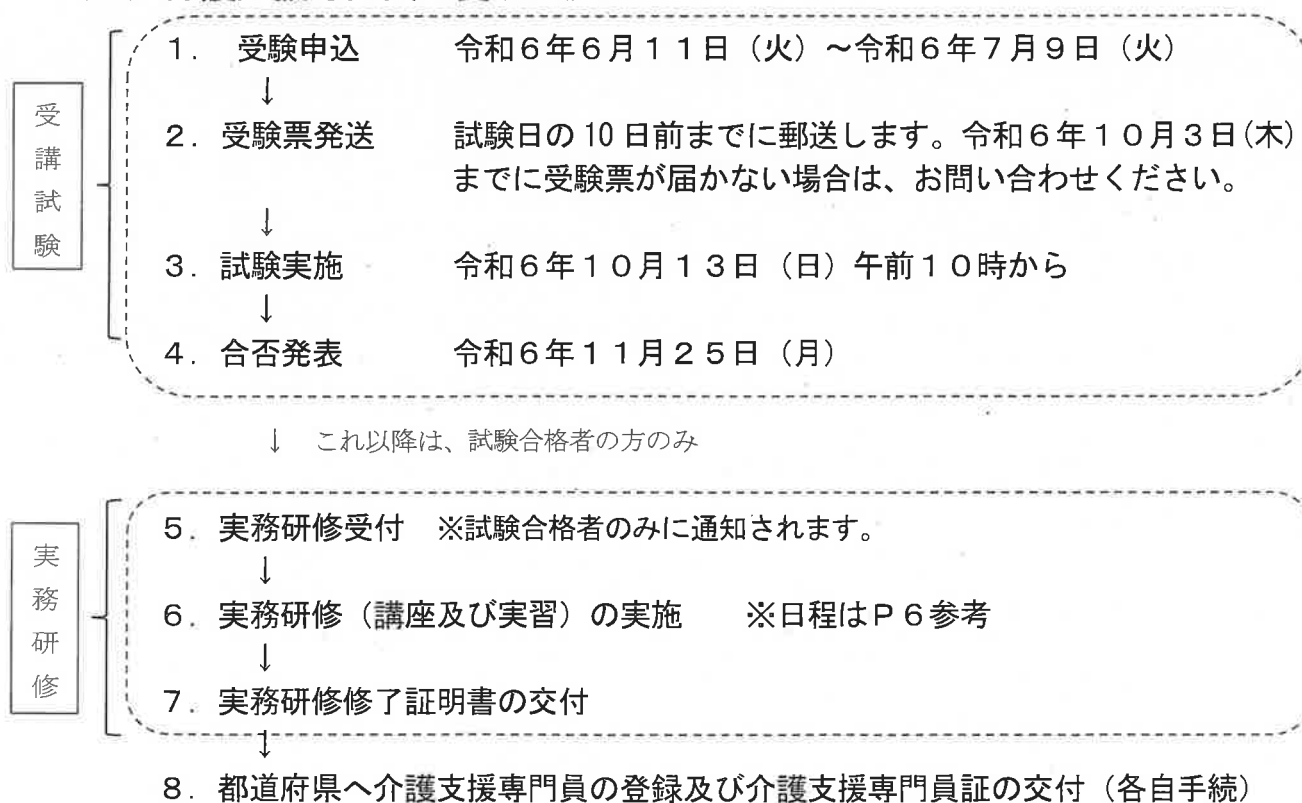 1. 受験申込 令和6年6月11日(火)~令和6年7月9日(火)
↓
2. 受験票発送 試験日の10日前までに郵送します。令和6年10月3日(木)
までに受験票が届かない場合は、お問い合わせください。
↓
3. 試験実施 令和6年10月13日(日)午前10時から
↓
4. 合否発表 令和6年11月25日(月)
受講試験
↓ これ以降は、試験合格者の方のみ
5. 実務研修受付 ※試験合格者のみに通知されます。
↓
6. 実務研修(講座及び実習)の実施 ※日程はP6参考
↓
7. 実務研修修了証明書の交付
実務研修
↓
8. 都道府県へ介護支援専門員の登録及び介護支援専門員証の交付(各自手続)